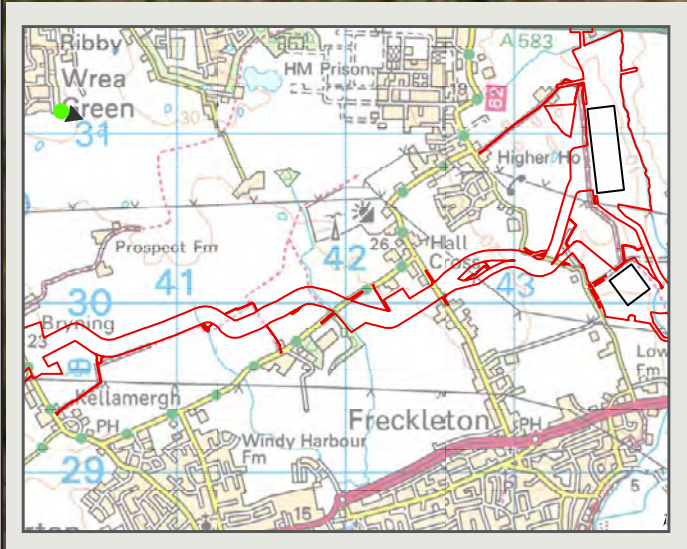 Ribby
A 583
Wrea
Green
HM Prison
18
62
30
31
Higher Ho
Prospect Fm
26
Hall
Cross
42
41
43
30
Bryning
23
Low
Fm
Kellamergh
PH
Freckleton
PH
Windy Harbour
Fm
29
15
5